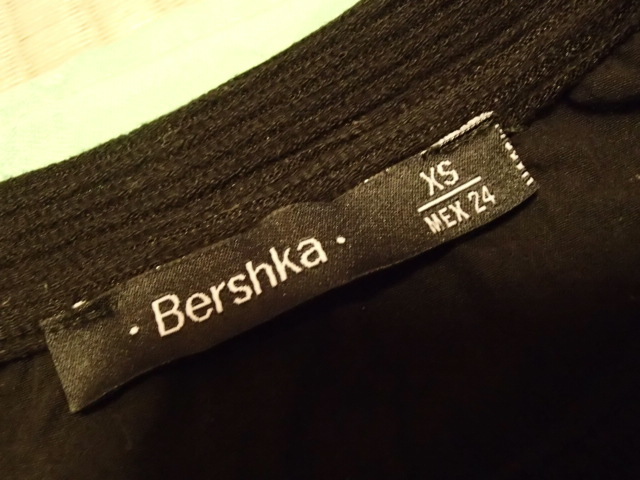 · Bershka ·
XS
MEX 24